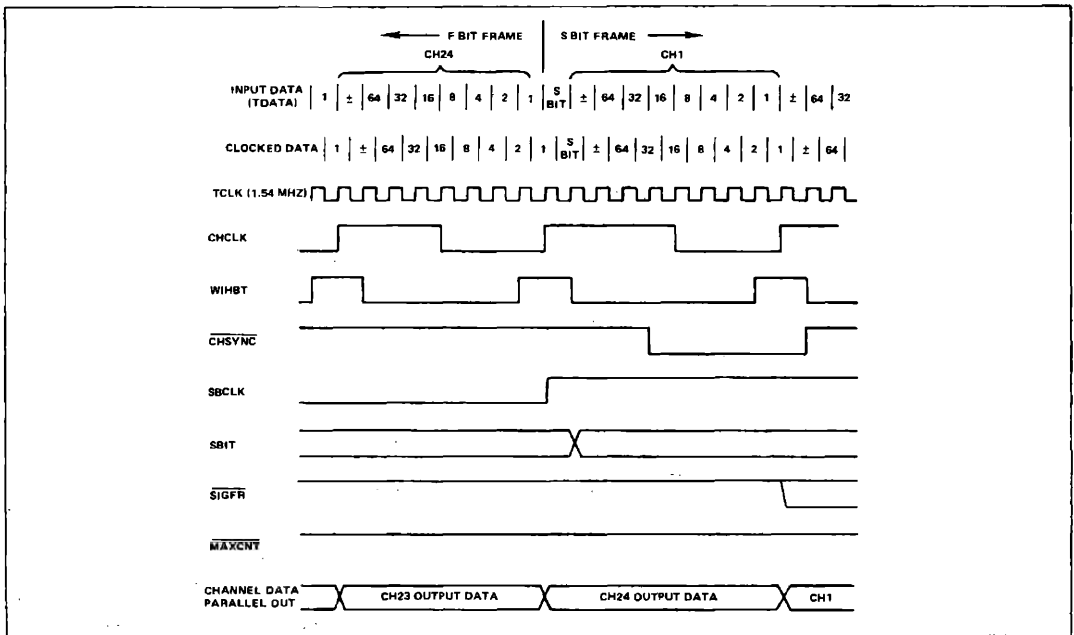 F BIT FRAME | S BIT FRAME
CH24 CH1
INPUT DATA (TDATA) | 1 | ± | 64 | 32 | 16 | 8 | 4 | 2 | 1 | S BIT | ± | 64 | 32 | 16 | 8 | 4 | 2 | 1 | ± | 64 | 32
CLOCKED DATA | 1 | ± | 64 | 32 | 16 | 8 | 4 | 2 | 1 | S BIT | ± | 64 | 32 | 16 | 8 | 4 | 2 | 1 | ± | 64 |
TCLK (1.54 MHZ)
CHCLK
WIHBT
CHSYNC
SBCLK
SBIT
SIGFR
MAXCNT
CHANNEL DATA
PARALLEL OUT
CH23 OUTPUT DATA CH24 OUTPUT DATA CH1